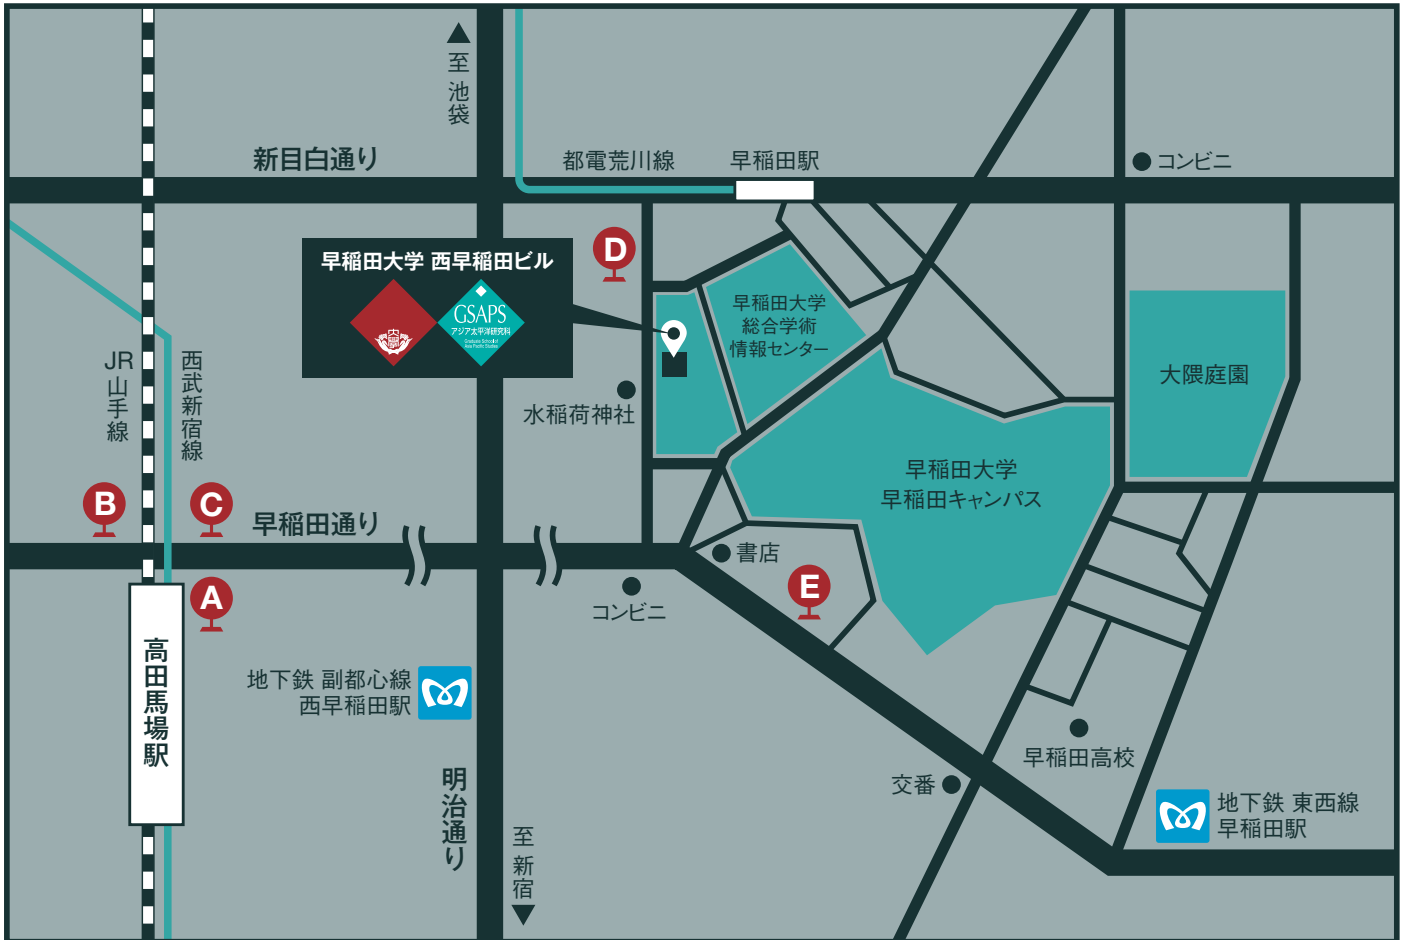 至 池袋
新目白通り
都電荒川線
早稲田駅
コンビニ
早稲田大学 西早稲田ビル
D
GSAPS
アジア太平洋研究科
Graduate School of
Asia-Pacific Studies
早稲田大学
総合学術
情報センター
JR
山手線
西武新宿線
水稲荷神社
大隈庭園
早稲田大学
早稲田キャンパス
B
C
早稲田通り
書店
A
コンビニ
E
高田馬場駅
地下鉄 副都心線
西早稲田駅
明治通り
至 新宿
早稲田高校
交番
地下鉄 東西線
早稲田駅